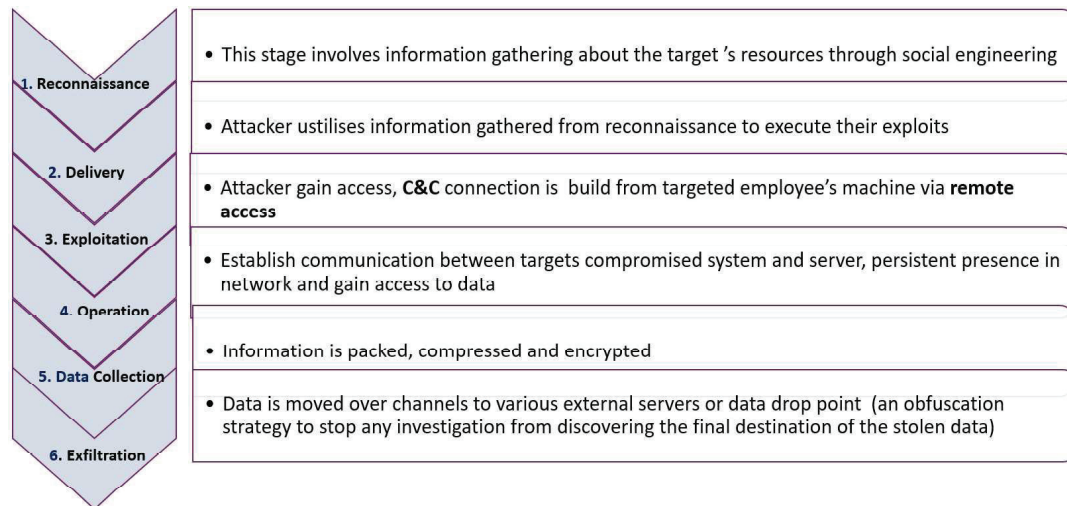 1. Reconnaissance
• This stage involves information gathering about the target 's resources through social engineering
2. Delivery
• Attacker ustilises information gathered from reconnaissance to execute their exploits
3. Exploitation
• Attacker gain access, C&C connection is build from targeted employee's machine via remote
access
4. Operation
• Establish communication between targets compromised system and server, persistent presence in
network and gain access to data
5. Data Collection
• Information is packed, compressed and encrypted
6. Exfiltration
• Data is moved over channels to various external servers or data drop point (an obfuscation
strategy to stop any investigation from discovering the final destination of the stolen data)